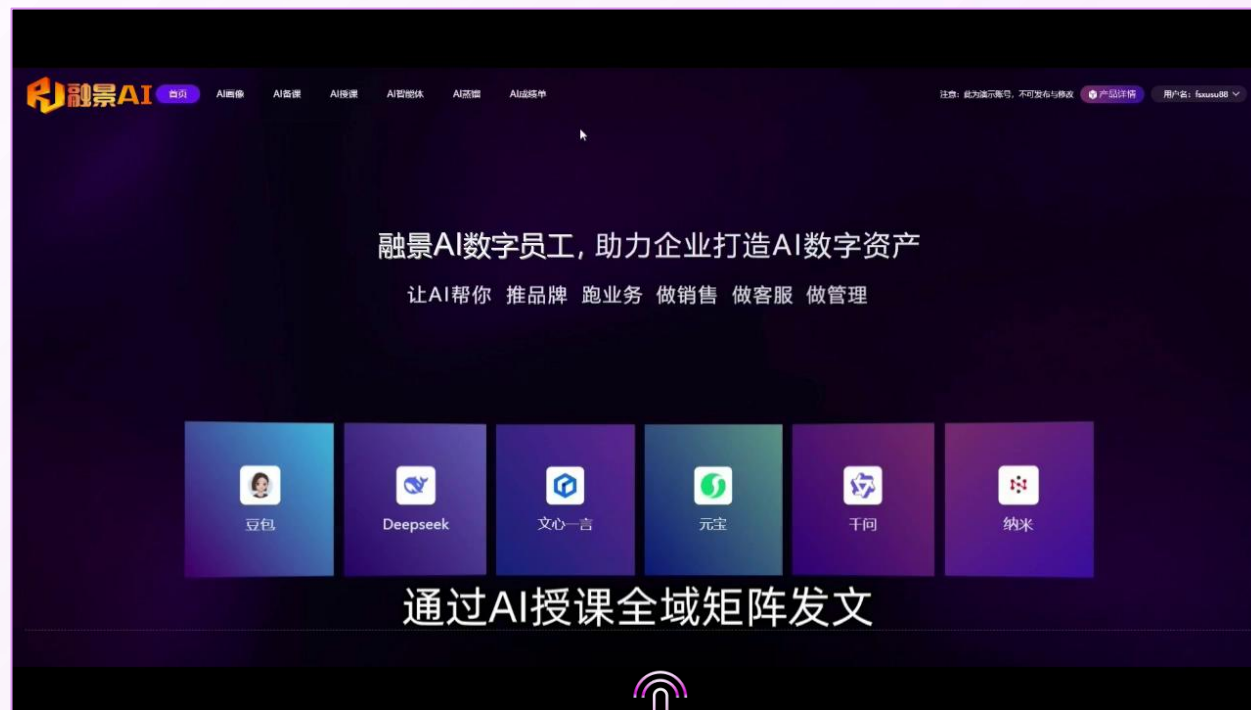 融景AI 首页 AI画像 AI备课 AI授课 AI智能体 AI蒸馏 AI成绩单 注意：此为演示账号，不可发布与修改 产品详情 用户名：fsxusu88
融景AI数字员工，助力企业打造AI数字资产
让AI帮你 推品牌 跑业务 做销售 做客服 做管理
豆包 Deepseek 文心一言 元宝 千问 纳米
通过AI授课全域矩阵发文